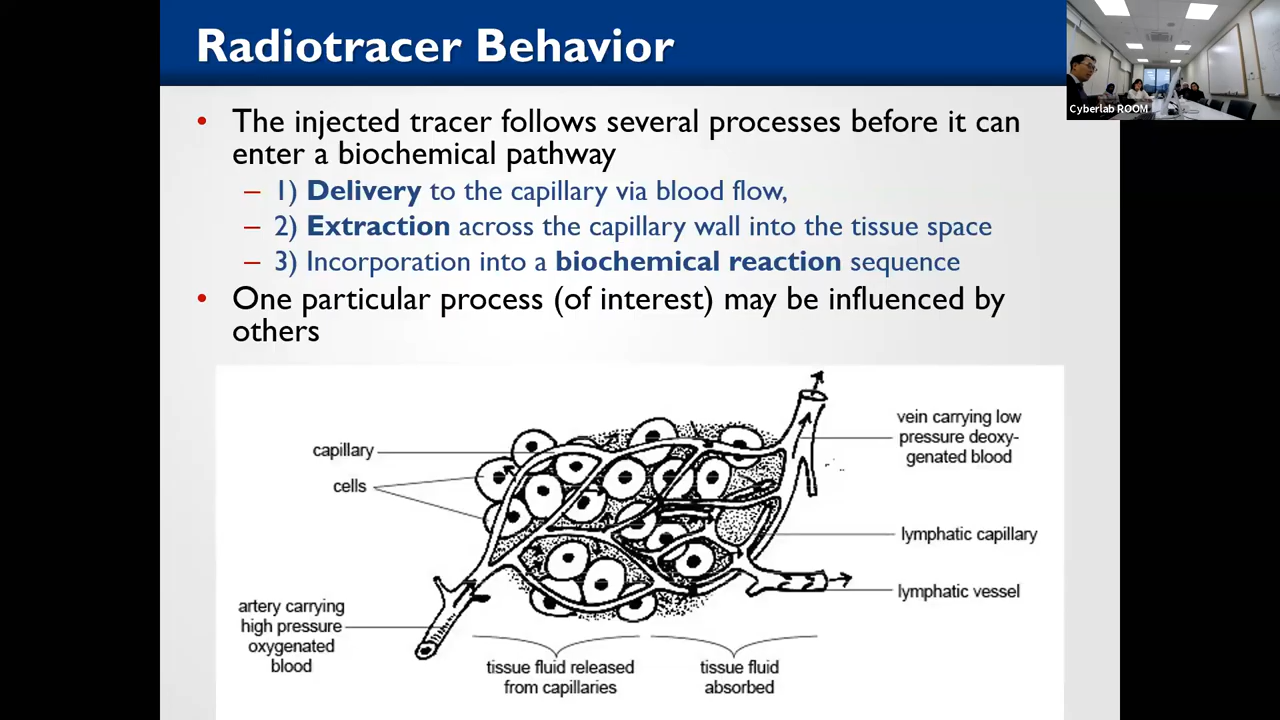 Radiotracer Behavior
Cyberlab ROOM
• The injected tracer follows several processes before it can
enter a biochemical pathway
– 1) Delivery to the capillary via blood flow,
– 2) Extraction across the capillary wall into the tissue space
– 3) Incorporation into a biochemical reaction sequence
• One particular process (of interest) may be influenced by
others
capillary
cells
artery carrying
high pressure
oxygenated
blood
tissue fluid released
from capillaries
tissue fluid
absorbed
vein carrying low
pressure deoxy-
genated blood
lymphatic capillary
lymphatic vessel